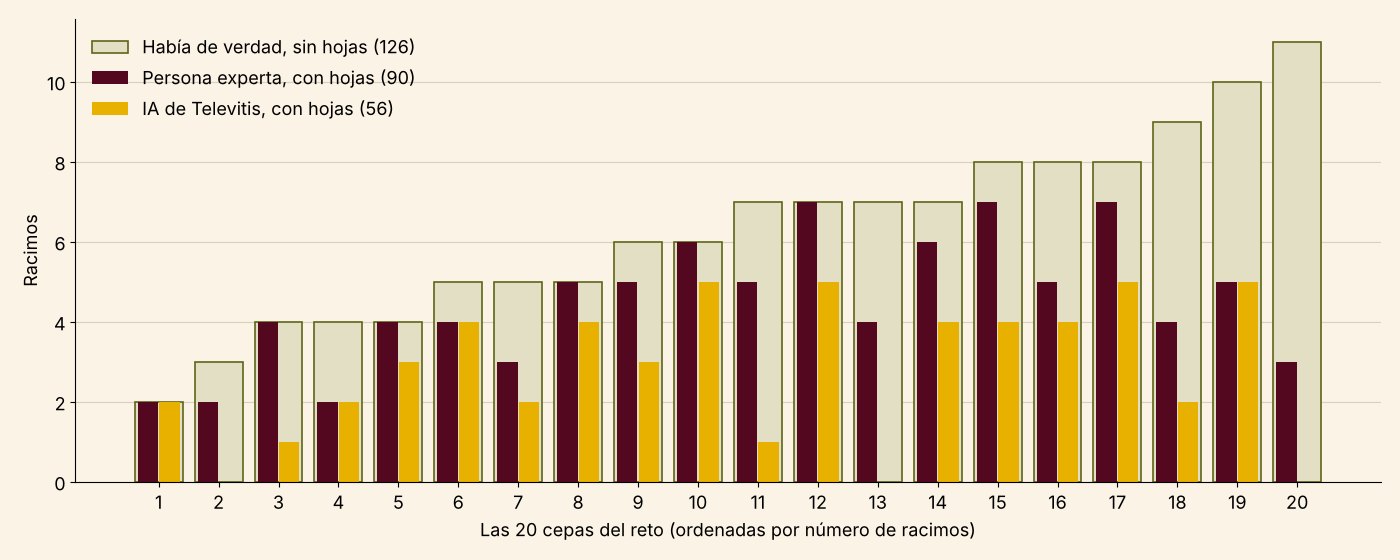 Había de verdad, sin hojas (126)
Persona experta, con hojas (90)
IA de Televitis, con hojas (56)
Racimos
10
8
6
4
2
0
1 2 3 4 5 6 7 8 9 10 11 12 13 14 15 16 17 18 19 20
Las 20 cepas del reto (ordenadas por número de racimos)